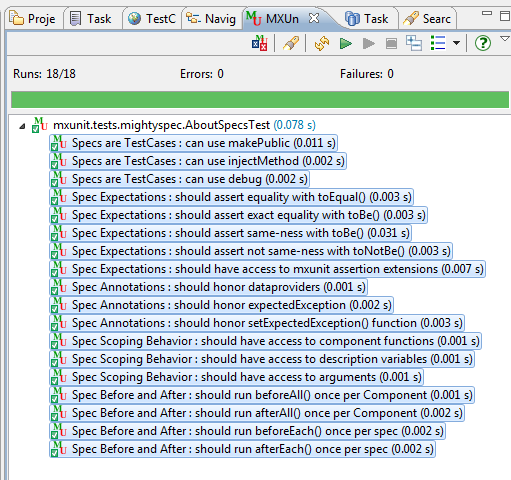 Proje Task TestC MXUn Task Searc
Runs: 18/18 Errors: 0 Failures: 0
mxunit.tests.mightyspec.AboutSpecsTest (0.078 s)
Specs are TestCases : can use makePublic (0.011 s)
Specs are TestCases : can use injectMethod (0.002 s)
Specs are TestCases : can use debug (0.002 s)
Spec Expectations : should assert equality with toEqual() (0.003 s)
Spec Expectations : should assert exact equality with toBe() (0.003 s)
Spec Expectations : should assert same-ness with toBe() (0.031 s)
Spec Expectations : should assert not same-ness with toNotBe() (0.003 s)
Spec Expectations : should have access to mxunit assertion extensions (0.007 s)
Spec Annotations : should honor dataproviders (0.001 s)
Spec Annotations : should honor expectedException (0.002 s)
Spec Annotations : should honor setExpectedException() function (0.003 s)
Spec Scoping Behavior : should have access to component functions (0.001 s)
Spec Scoping Behavior : should have access to description variables (0.001 s)
Spec Scoping Behavior : should have access to arguments (0.001 s)
Spec Before and After : should run beforeAll() once per Component (0.001 s)
Spec Before and After : should run afterAll() once per Component (0.002 s)
Spec Before and After : should run beforeEach() once per spec (0.002 s)
Spec Before and After : should run afterEach() once per spec (0.002 s)